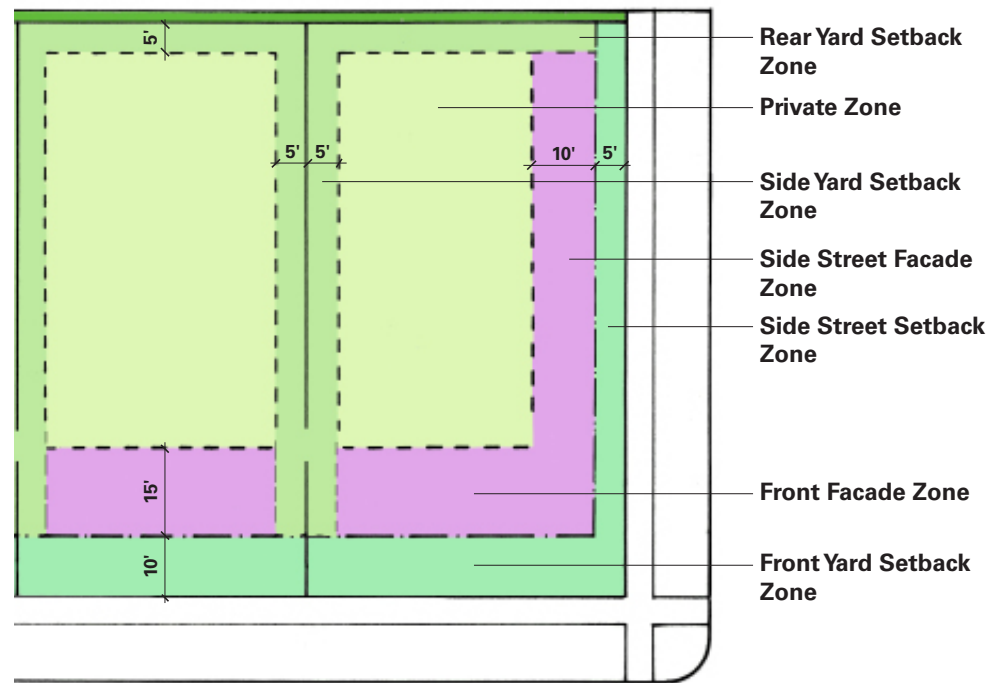 5'
Rear Yard Setback
Zone
Private Zone
5' 5'
10' 5'
Side Yard Setback
Zone
Side Street Facade
Zone
Side Street Setback
Zone
15'
Front Facade Zone
10'
Front Yard Setback
Zone